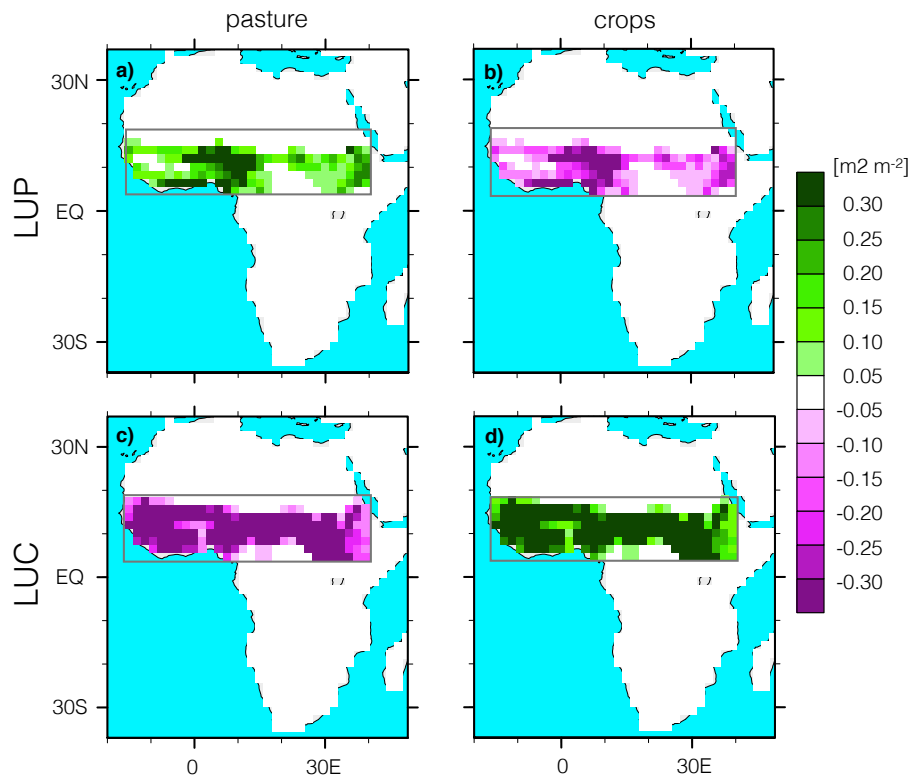 pasture
crops
a)
b)
30N
EQ
30S
LUP
[m2 m⁻²]
0.30
0.25
0.20
0.15
0.10
0.05
-0.05
-0.10
-0.15
-0.20
-0.25
-0.30
c)
d)
30N
EQ
30S
LUC
0
30E
0
30E